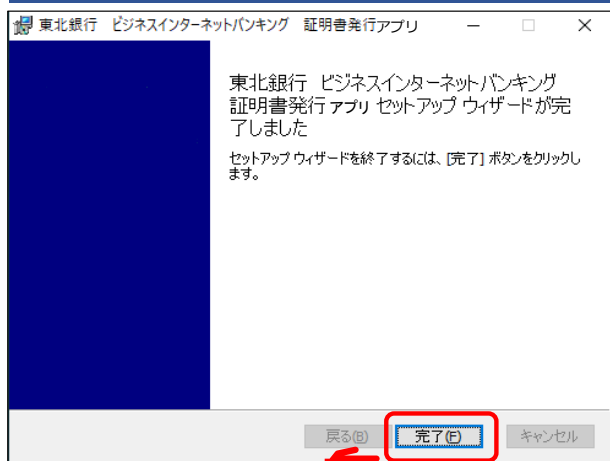 東北銀行 ビジネスインターネットバンキング 証明書発行アプリ
東北銀行 ビジネスインターネットバンキング
証明書発行アプリ セットアップ ウィザードが完
了しました
セットアップ ウィザードを終了するには、[完了] ボタンをクリックし
ます。
戻る(B) 完了(F) キャンセル